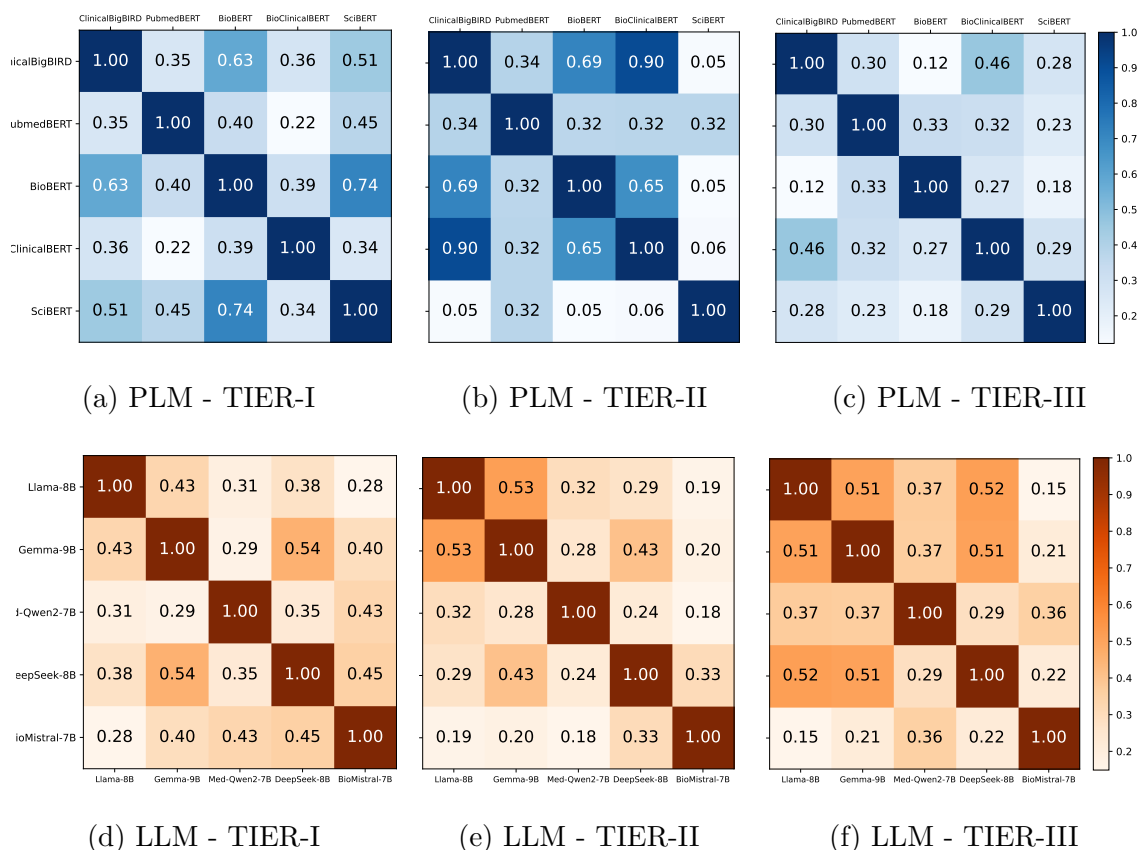 ClinicalBigBIRD PubmedBERT BioBERT BioClinicalBERT SciBERT
ClinicalBigBIRD PubmedBERT BioBERT BioClinicalBERT SciBERT
ClinicalBigBIRD PubmedBERT BioBERT BioClinicalBERT SciBERT
nicalBigBIRD 1.00 0.35 0.63 0.36 0.51
ubmedBERT 0.35 1.00 0.40 0.22 0.45
BioBERT 0.63 0.40 1.00 0.39 0.74
ClinicalBERT 0.36 0.22 0.39 1.00 0.34
SciBERT 0.51 0.45 0.74 0.34 1.00
1.00 0.34 0.69 0.90 0.05
0.34 1.00 0.32 0.32 0.32
0.69 0.32 1.00 0.65 0.05
0.90 0.32 0.65 1.00 0.06
0.05 0.32 0.05 0.06 1.00
1.00 0.30 0.12 0.46 0.28
0.30 1.00 0.33 0.32 0.23
0.12 0.33 1.00 0.27 0.18
0.46 0.32 0.27 1.00 0.29
0.28 0.23 0.18 0.29 1.00
1.0
0.9
0.8
0.7
0.6
0.5
0.4
0.3
0.2
(a) PLM - TIER-I
(b) PLM - TIER-II
(c) PLM - TIER-III
Llama-8B 1.00 0.43 0.31 0.38 0.28
Gemma-9B 0.43 1.00 0.29 0.54 0.40
d-Qwen2-7B 0.31 0.29 1.00 0.35 0.43
eepSeek-8B 0.38 0.54 0.35 1.00 0.45
ioMistral-7B 0.28 0.40 0.43 0.45 1.00
Llama-8B Gemma-9B Med-Qwen2-7B DeepSeek-8B BioMistral-7B
1.00 0.53 0.32 0.29 0.19
0.53 1.00 0.28 0.43 0.20
0.32 0.28 1.00 0.24 0.18
0.29 0.43 0.24 1.00 0.33
0.19 0.20 0.18 0.33 1.00
Llama-8B Gemma-9B Med-Qwen2-7B DeepSeek-8B BioMistral-7B
1.00 0.51 0.37 0.52 0.15
0.51 1.00 0.37 0.51 0.21
0.37 0.37 1.00 0.29 0.36
0.52 0.51 0.29 1.00 0.22
0.15 0.21 0.36 0.22 1.00
Llama-8B Gemma-9B Med-Qwen2-7B DeepSeek-8B BioMistral-7B
1.0
0.9
0.8
0.7
0.6
0.5
0.4
0.3
0.2
(d) LLM - TIER-I
(e) LLM - TIER-II
(f) LLM - TIER-III